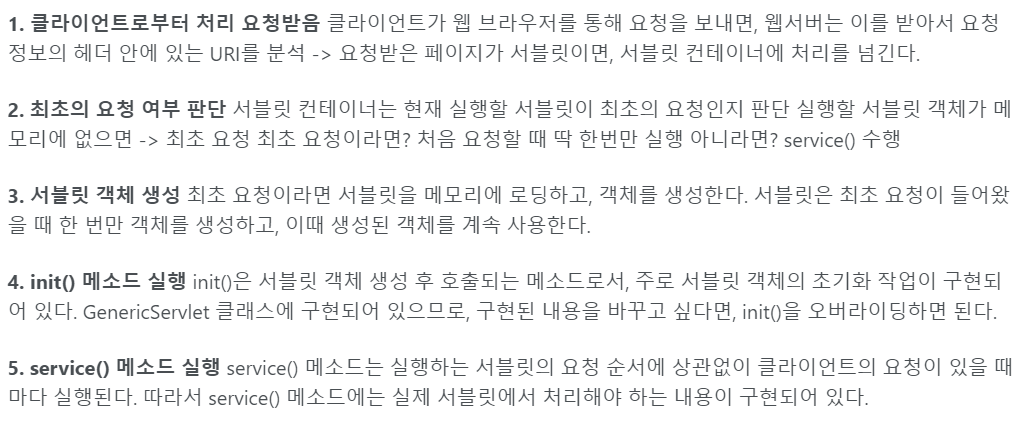 1. 클라이언트로부터 처리 요청받음 클라이언트가 웹 브라우저를 통해 요청을 보내면, 웹서버는 이를 받아서 요청
정보의 헤더 안에 있는 URI를 분석 -> 요청받은 페이지가 서블릿이면, 서블릿 컨테이너에 처리를 넘긴다.
2. 최초의 요청 여부 판단 서블릿 컨테이너는 현재 실행할 서블릿이 최초의 요청인지 판단 실행할 서블릿 객체가 메
모리에 없으면 -> 최초 요청 최초 요청이라면? 처음 요청할 때 딱 한번만 실행 아니라면? service() 수행
3. 서블릿 객체 생성 최초 요청이라면 서블릿을 메모리에 로딩하고, 객체를 생성한다. 서블릿은 최초 요청이 들어왔
을 때 한 번만 객체를 생성하고, 이때 생성된 객체를 계속 사용한다.
4. init() 메소드 실행 init()은 서블릿 객체 생성 후 호출되는 메소드로서, 주로 서블릿 객체의 초기화 작업이 구현되
어 있다. GenericServlet 클래스에 구현되어 있으므로, 구현된 내용을 바꾸고 싶다면, init()을 오버라이딩하면 된다.
5. service() 메소드 실행 service() 메소드는 실행하는 서블릿의 요청 순서에 상관없이 클라이언트의 요청이 있을 때
마다 실행된다. 따라서 service() 메소드에는 실제 서블릿에서 처리해야 하는 내용이 구현되어 있다.